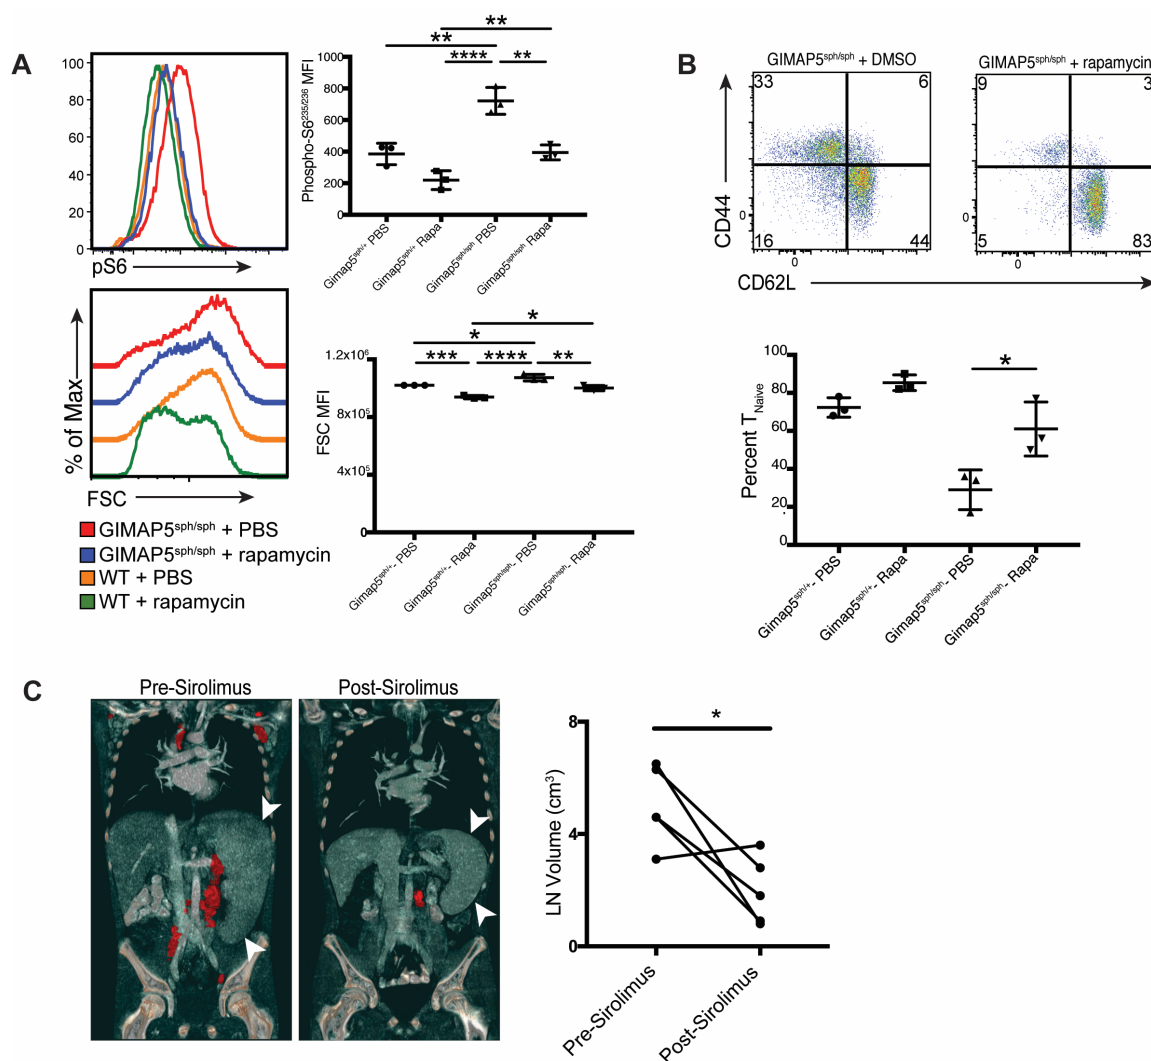 A
100
80
60
40
20
0
pS6
% of Max
FSC
GIMAP5sph/sph + PBS
GIMAP5sph/sph + rapamycin
WT + PBS
WT + rapamycin
**
**
**** **
1000
800
600
400
200
0
Phospho-S6235/236 MFI
Gimap5sph/+ PBS
Gimap5sph/+ Rapa
Gimap5sph/sph PBS
Gimap5sph/sph Rapa
*
*
*** **** **
1.2x10⁶
8x10⁵
4x10⁵
0
FSC MFI
Gimap5sph/+- PBS
Gimap5sph/+- Rapa
Gimap5sph/sph- PBS
Gimap5sph/sph- Rapa
B
GIMAP5sph/sph + DMSO
GIMAP5sph/sph + rapamycin
33 6
9 3
0
0
16 44
5 83
0
0
CD44
CD62L
*
100
80
60
40
20
0
Percent TNaive
Gimap5sph/+- PBS
Gimap5sph/+- Rapa
Gimap5sph/sph- PBS
Gimap5sph/sph- Rapa
C
Pre-Sirolimus
Post-Sirolimus
*
8
4
0
LN Volume (cm³)
Pre-Sirolimus
Post-Sirolimus